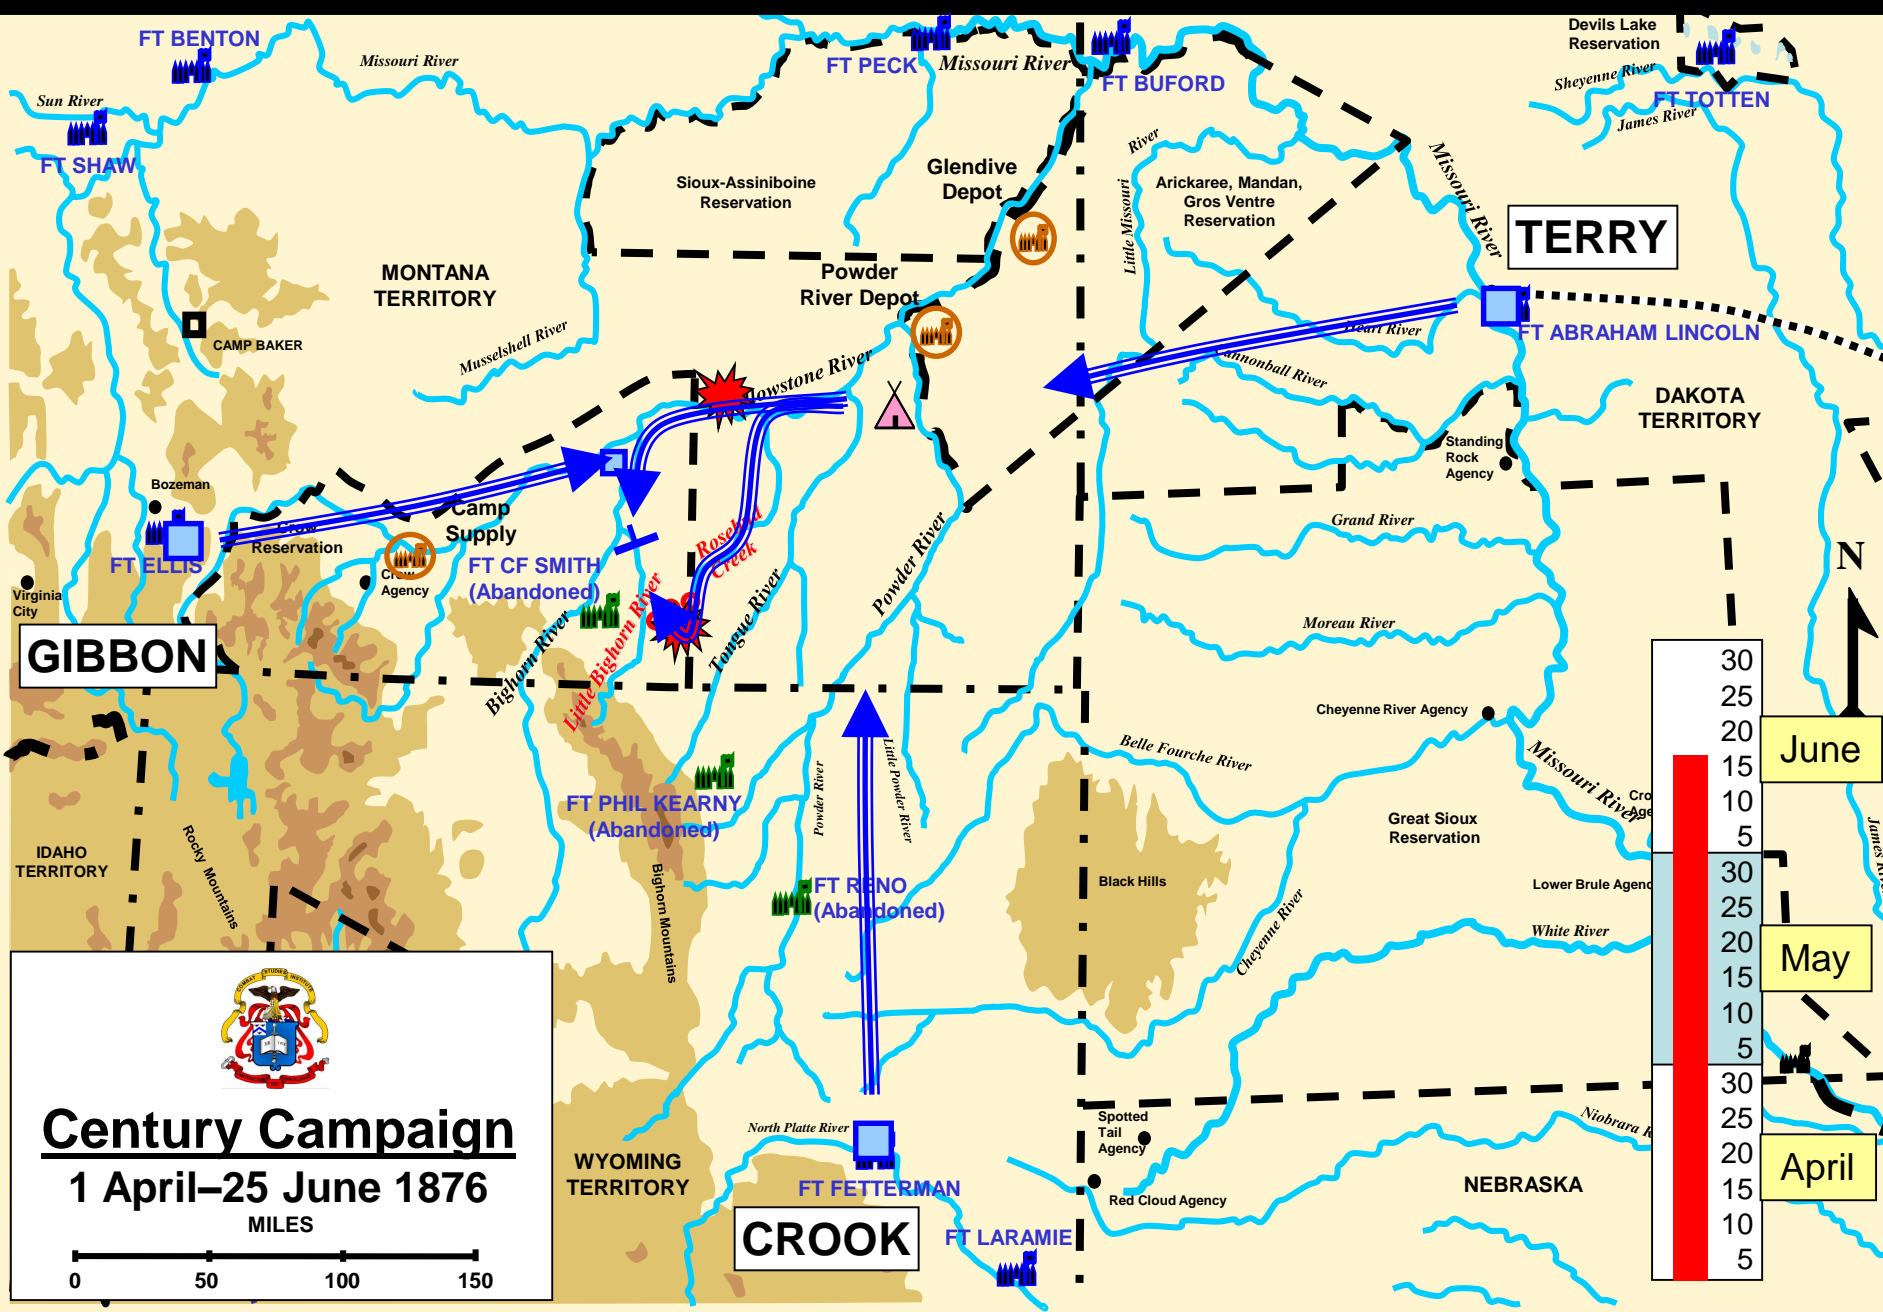 FT BENTON
Missouri River
Sun River
FT SHAW
FT PECK
Missouri River
FT BUFORD
Devils Lake
Reservation
Sheyenne River
FT TOTTEN
James River
Sioux-Assiniboine
Reservation
Glendive
Depot
River
Little Missouri
Arickaree, Mandan,
Gros Ventre
Reservation
Missouri River
TERRY
MONTANA
TERRITORY
Powder
River Depot
CAMP BAKER
Musselshell River
lowstone River
Heart River
Cannonball River
FT ABRAHAM LINCOLN
DAKOTA
TERRITORY
Standing
Rock
Agency
Bozeman
Crow
Reservation
Camp
Supply
FT ELLIS
Crow
Agency
FT CF SMITH
(Abandoned)
Rosebud
Creek
Powder River
Grand River
N
Virginia
City
GIBBON
Bighorn River
Little Bighorn River
Tongue River
Moreau River
Cheyenne River Agency
Belle Fourche River
Missouri River
Cro
Age
FT PHIL KEARNY
(Abandoned)
Powder River
Little Powder River
Great Sioux
Reservation
IDAHO
TERRITORY
Rocky Mountains
Bighorn Mountains
FT RENO
(Abandoned)
Black Hills
Lower Brule Agenc
White River
Cheyenne River
James R
30
25
20
15
10
5
June
30
25
20
15
10
5
May
30
25
20
15
10
5
April
Century Campaign
1 April–25 June 1876
MILES
0 50 100 150
North Platte River
WYOMING
TERRITORY
FT FETTERMAN
CROOK
FT LARAMIE
Spotted
Tail
Agency
Red Cloud Agency
Niobrara R
NEBRASKA